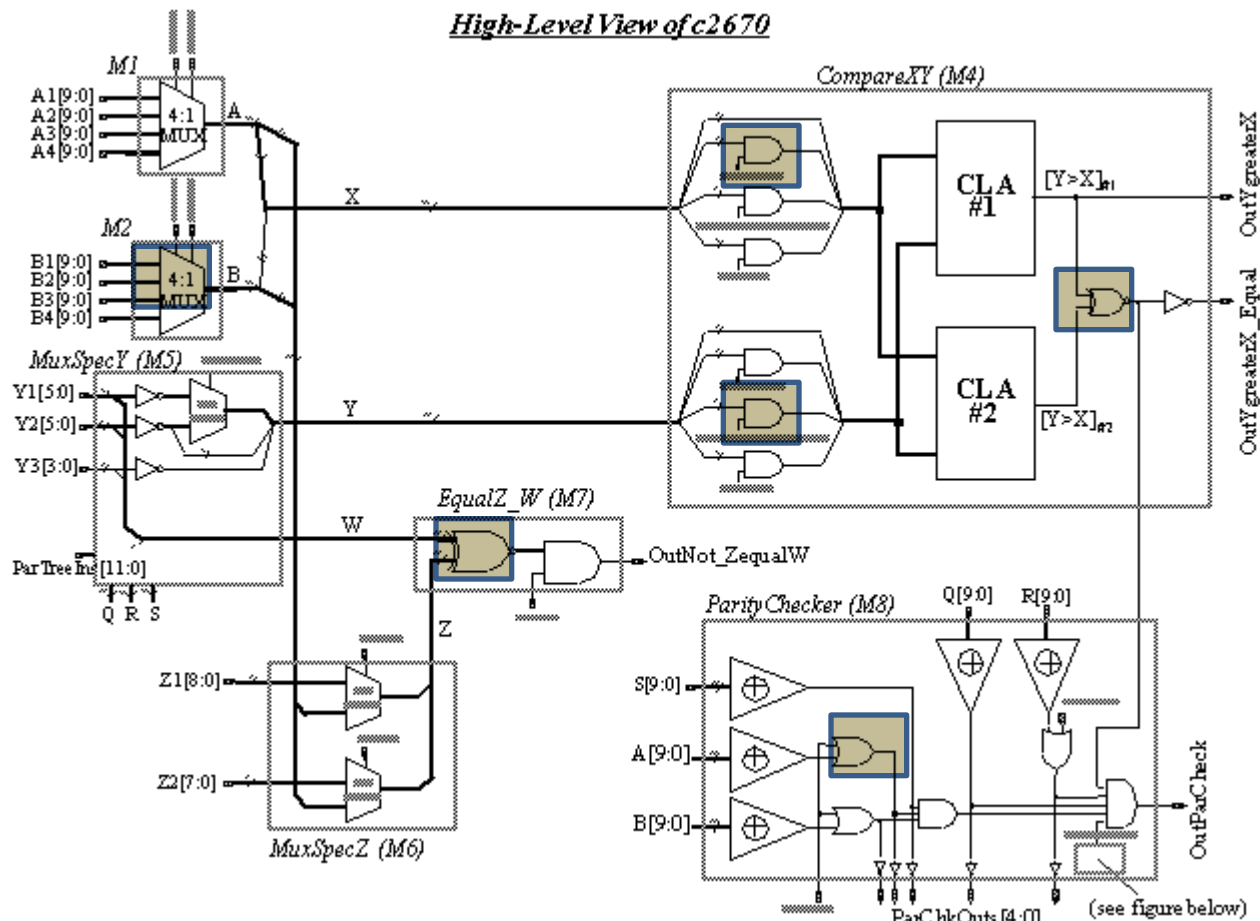 High-Level View of c2670
M1
A1[9:0]
A2[9:0]
A3[9:0]
A4[9:0]
4:1
MUX
A
M2
B1[9:0]
B2[9:0]
B3[9:0]
B4[9:0]
4:1
MUX
B
MuxSpecY (M5)
Y1[5:0]
Y2[5:0]
Y3[3:0]
ParTreeIns[11:0]
Q R S
X
Y
W
Z
CompareXY (M4)
CLA
#1
[Y>X]#1
CLA
#2
[Y>X]#2
OutYgreaterX
OutYgreaterX_Equal
EqualZ_W (M7)
OutNot_ZequalW
Z1[8:0]
Z2[7:0]
MuxSpecZ (M6)
ParityChecker (M8)
Q[9:0]
R[9:0]
S[9:0]
A[9:0]
B[9:0]
OutParCheck
ParChkOuts[4:0]
(see figure below)